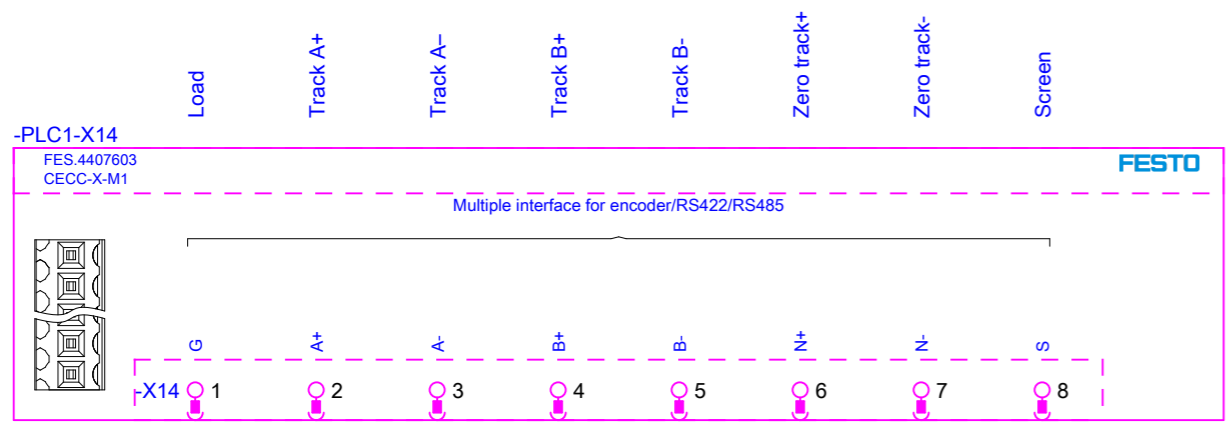 Load
Track A+
Track A–
Track B+
Track B-
Zero track+
Zero track-
Screen
-PLC1-X14
FES.4407603
CECC-X-M1
FESTO
Multiple interface for encoder/RS422/RS485
G
A+
A-
B+
B-
N+
N-
S
-X14 1 2 3 4 5 6 7 8